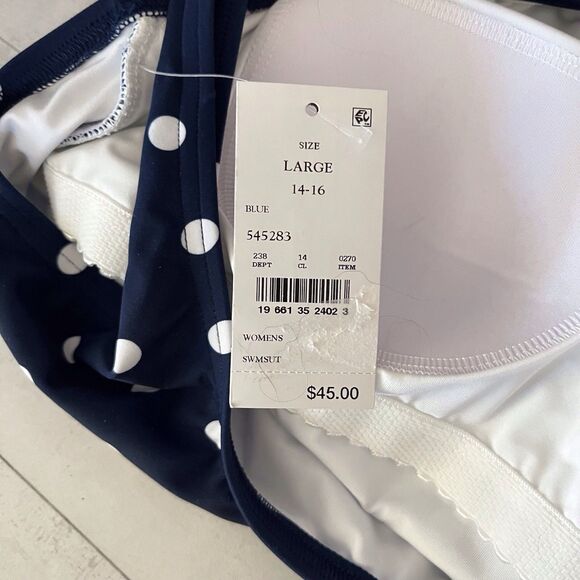 SIZE
LARGE
14-16
BLUE
545283
238 14 0270
DEPT CL ITEM
19 661 35 2402 3
WOMENS
SWMSUT
$45.00